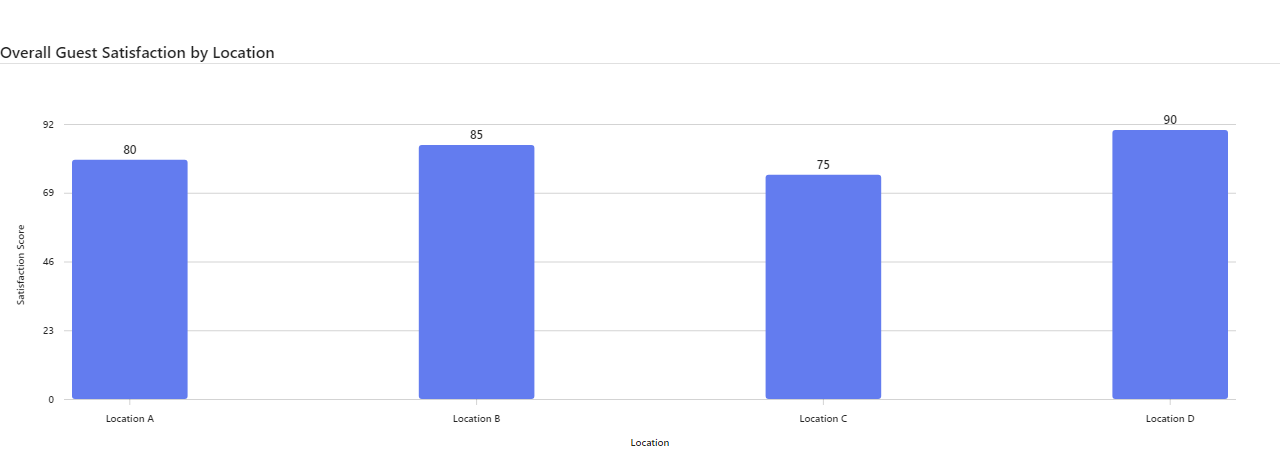 Overall Guest Satisfaction by Location
92
69
46
23
0
Satisfaction Score
80
85
75
90
Location A
Location B
Location C
Location D
Location